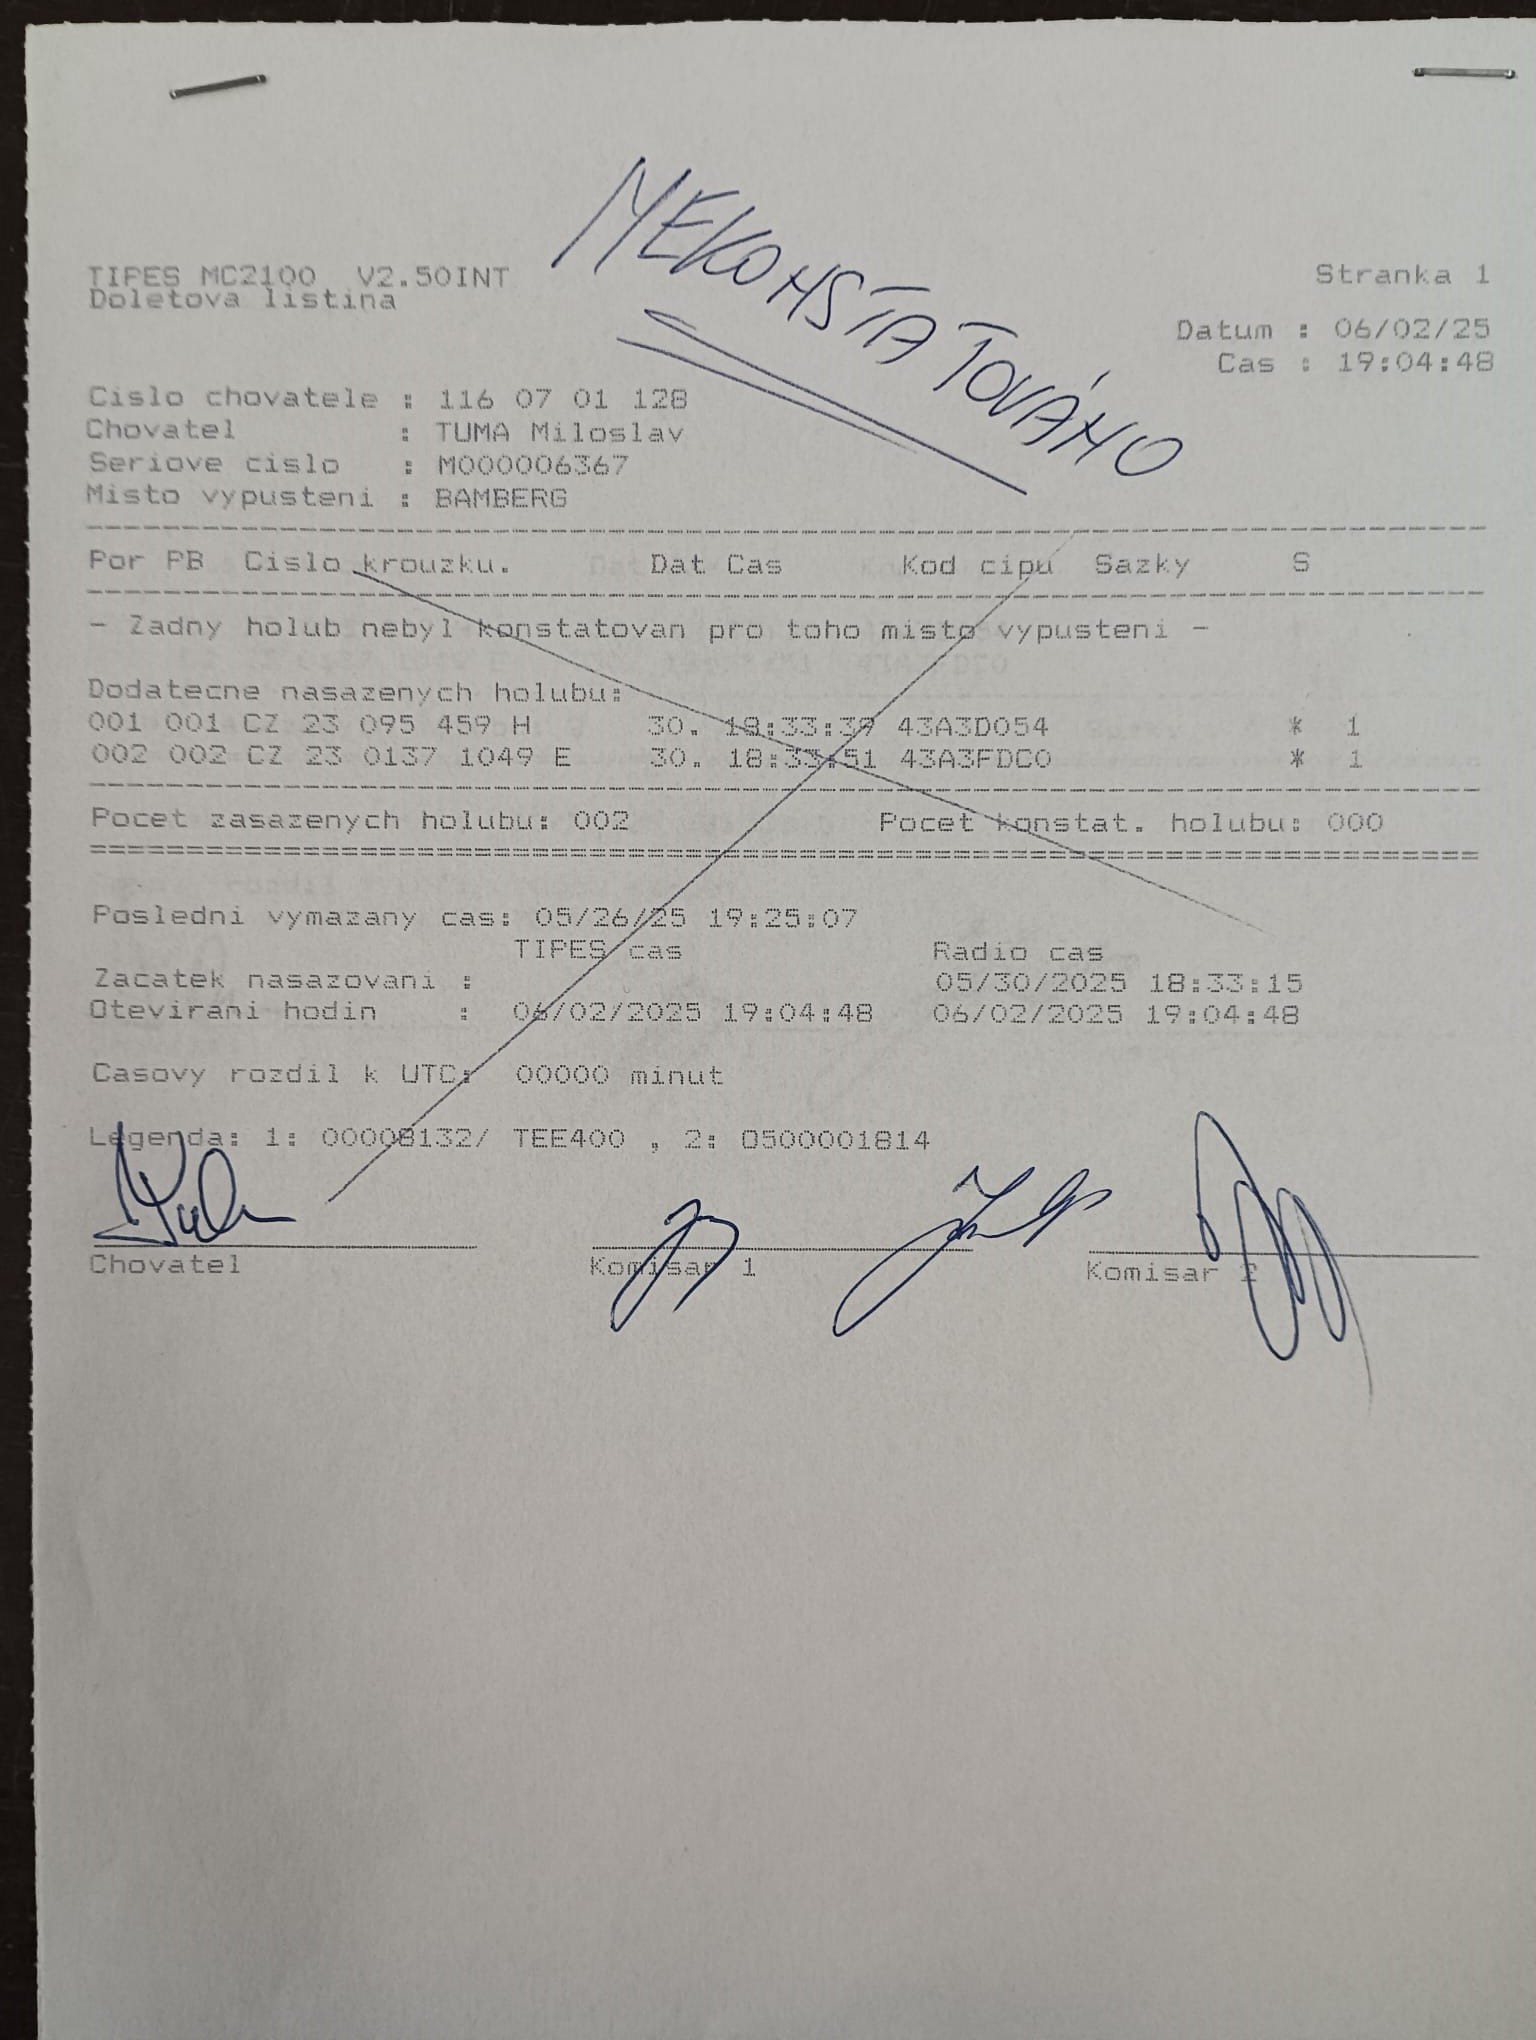 NEKONSTATOVÁNO
TIPES MC2100 V2.50INT
Doletova listina
Stranka 1
Datum : 06/02/25
Cas : 19:04:48
Cislo chovatele : 116 07 01 128
Chovatel : TUMA Miloslav
Seriove cislo : M000006367
Misto vypusteni : BAMBERG
Por PB Cislo krouzku. Dat Cas Kod cipu Sazky S
- Zadny holub nebyl konstatovan pro toho misto vypusteni -
Dodatecne nasazenych holubu:
001 001 CZ 23 095 459 H 30. 18:33:39 43A3D054 * 1
002 002 CZ 23 0137 1049 E 30. 18:33:51 43A3FDC0 * 1
Pocet zasazenych holubu: 002 Pocet konstat. holubu: 000
Posledni vymazany cas: 05/26/25 19:25:07
TIPES cas Radio cas
Zacatek nasazovani : 05/30/2025 18:33:15
Otevirani hodin : 06/02/2025 19:04:48 06/02/2025 19:04:48
Casovy rozdil k UTC: 00000 minut
Legenda: 1: 00008132/ TEE400 , 2: 0500001814
Chovatel Komisar 1 Komisar 2